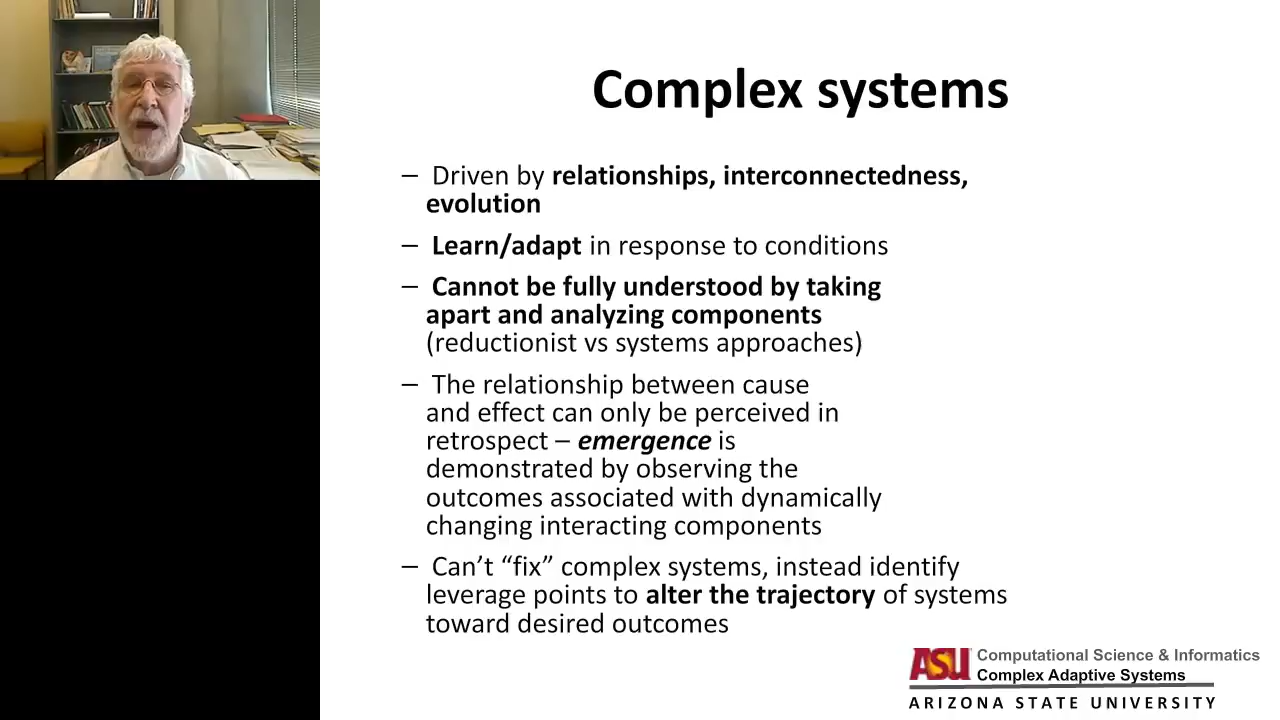 Complex systems
– Driven by relationships, interconnectedness,
evolution
– Learn/adapt in response to conditions
– Cannot be fully understood by taking
apart and analyzing components
(reductionist vs systems approaches)
– The relationship between cause
and effect can only be perceived in
retrospect – emergence is
demonstrated by observing the
outcomes associated with dynamically
changing interacting components
– Can’t “fix” complex systems, instead identify
leverage points to alter the trajectory of systems
toward desired outcomes
ASU Computational Science & Informatics
Complex Adaptive Systems
ARIZONA STATE UNIVERSITY